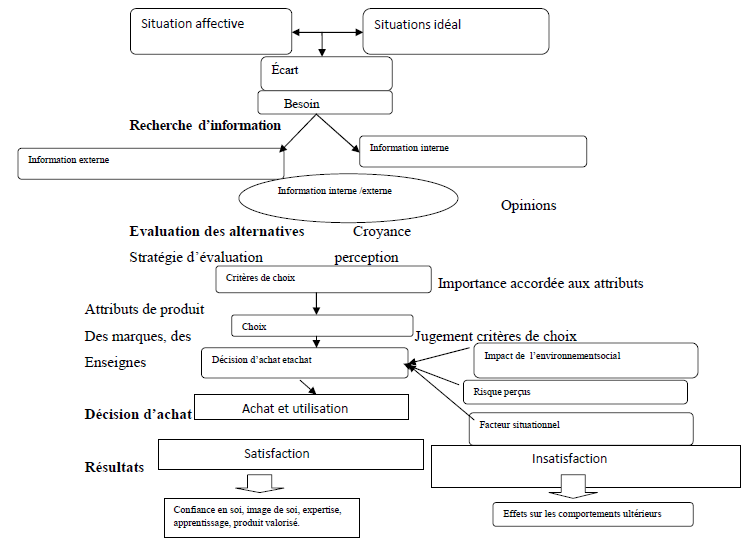 Situation affective
Situations idéal
Écart
Besoin
Recherche d’information
Information interne
Information externe
Information interne /externe
Opinions
Evaluation des alternatives
Croyance
Stratégie d’évaluation
perception
Critères de choix
Importance accordée aux attributs
Attributs de produit
Choix
Des marques, des
Jugement critères de choix
Enseignes
Décision d’achat etachat
Impact de l’environnementsocial
Risque perçus
Décision d’achat
Achat et utilisation
Facteur situationnel
Résultats
Satisfaction
Insatisfaction
Confiance en soi, image de soi, expertise,
apprentissage, produit valorisé.
Effets sur les comportements ultérieurs